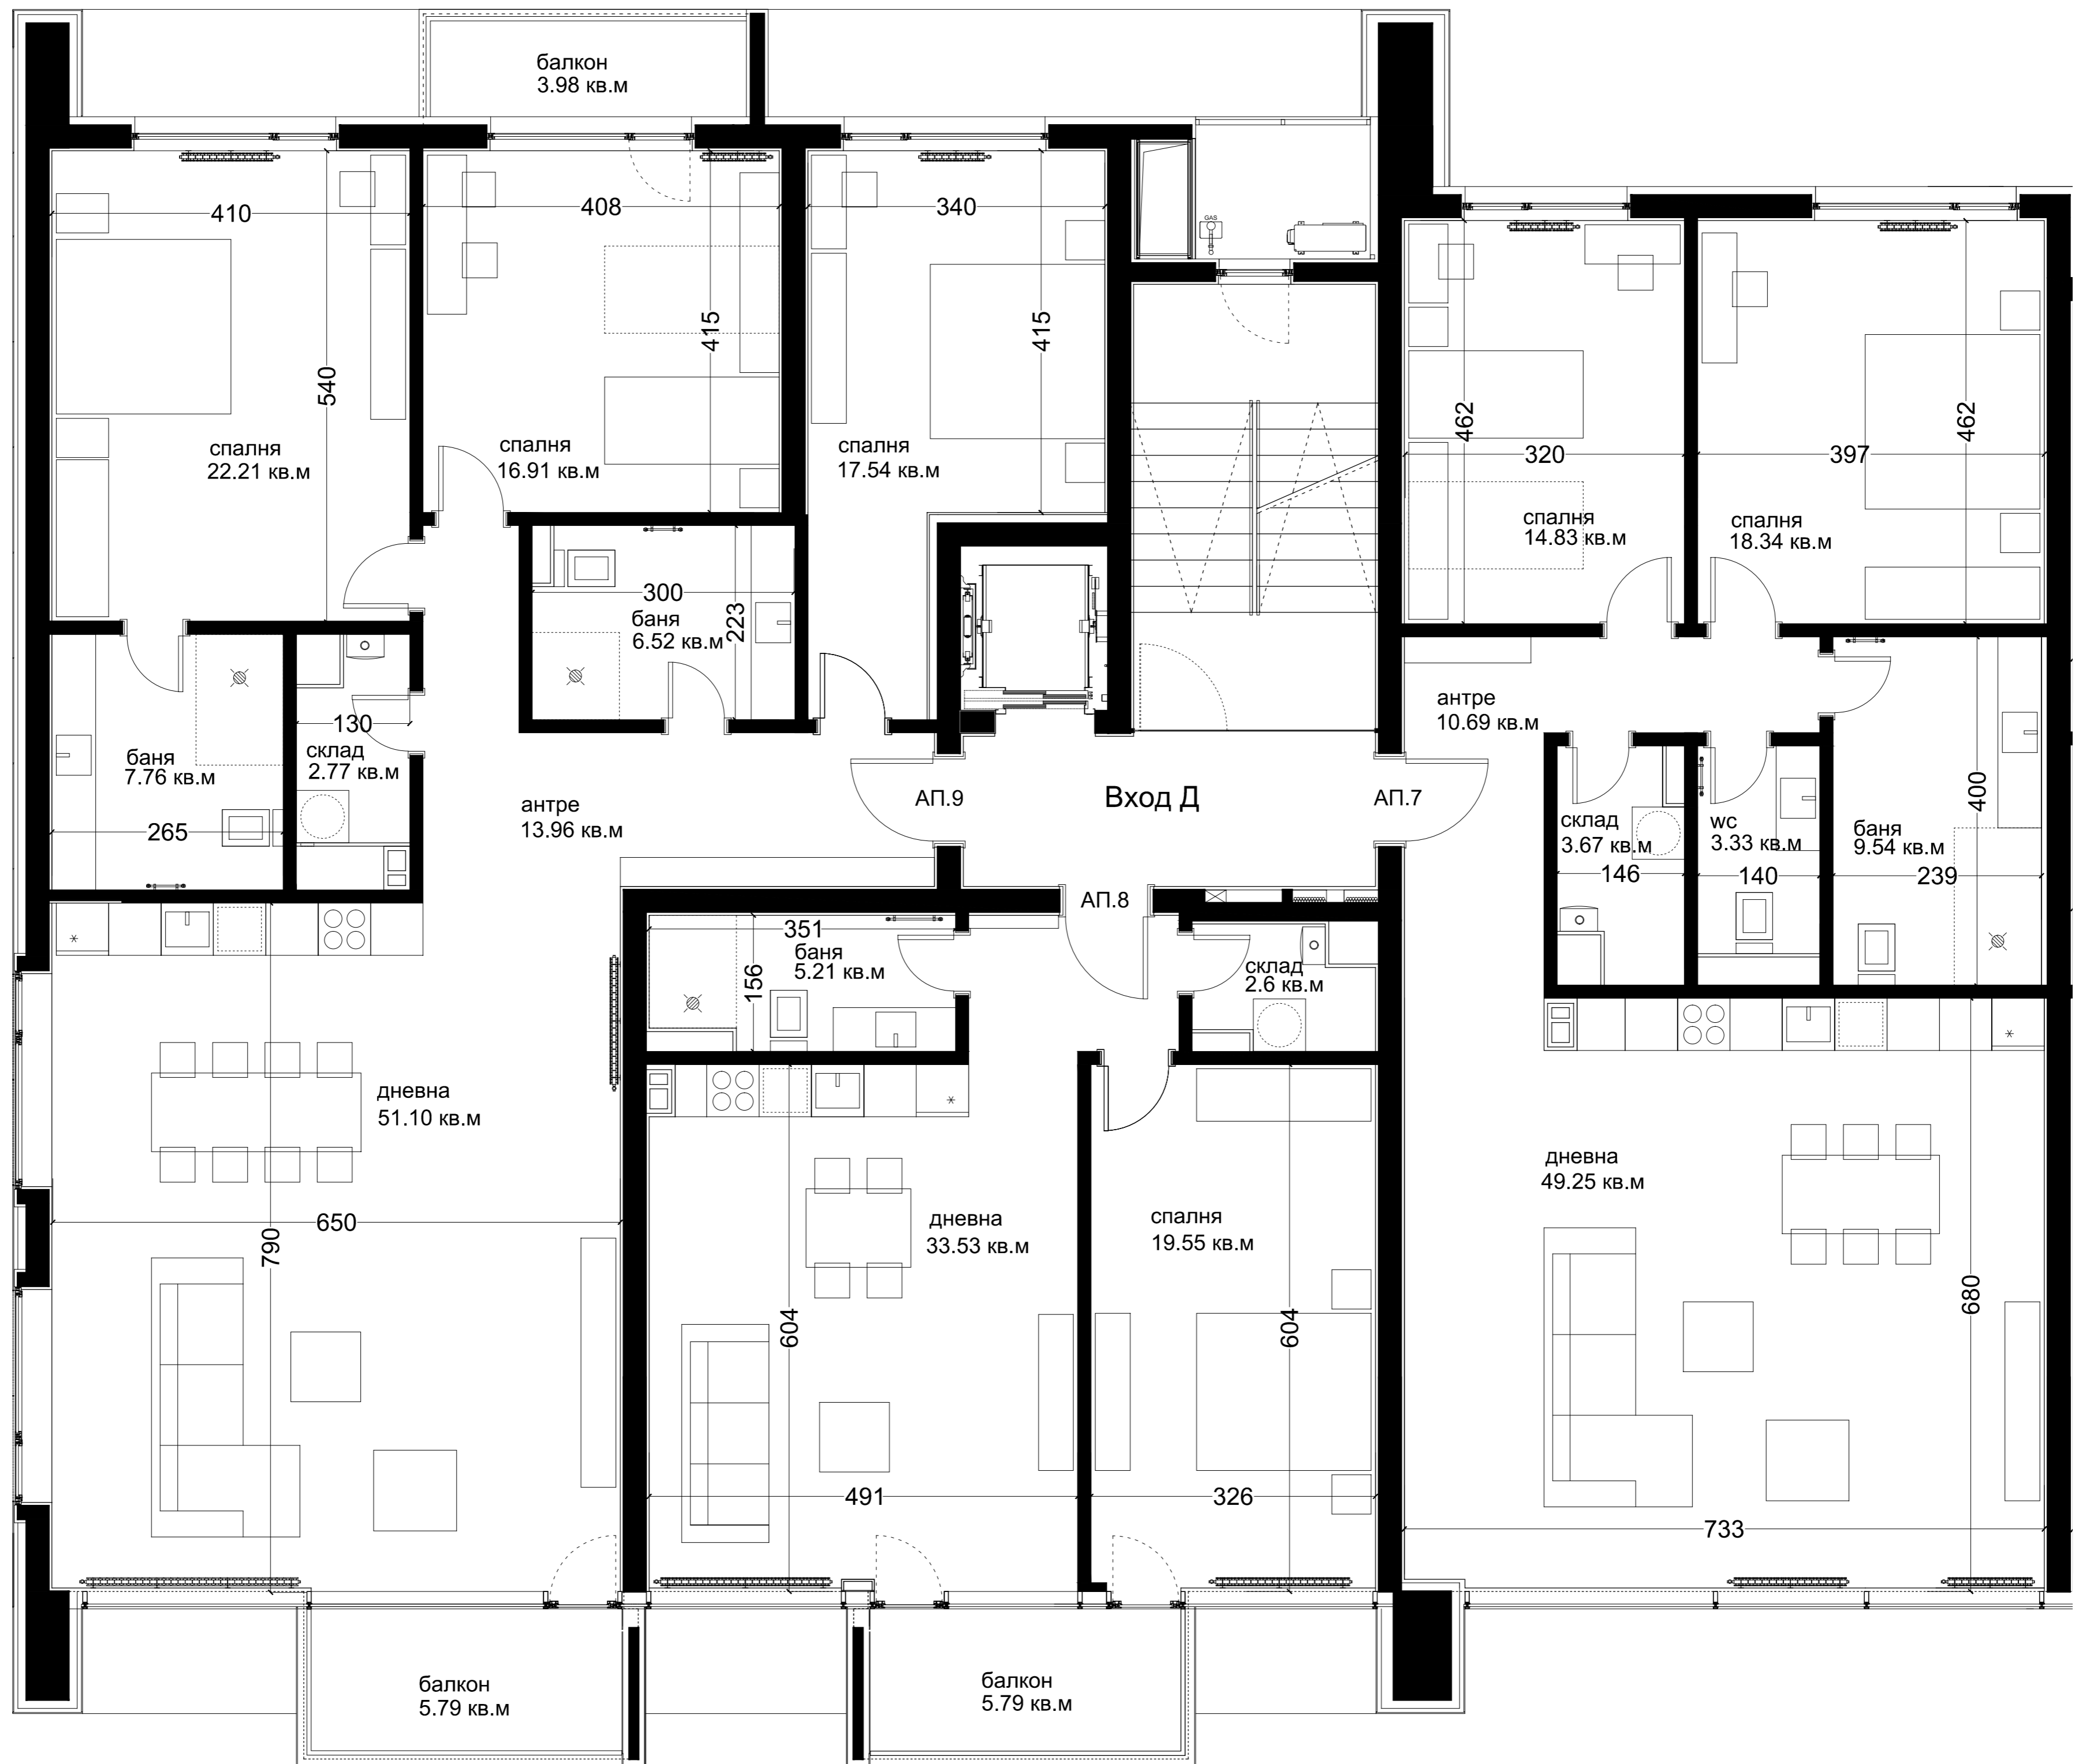 балкон
3.98 кв.м
410
408
340
GAS
540
415
415
462
320
397
462
спалня
22.21 кв.м
спалня
16.91 кв.м
спалня
17.54 кв.м
спалня
14.83 кв.м
спалня
18.34 кв.м
300
баня
6.52 кв.м
223
130
склад
2.77 кв.м
баня
7.76 кв.м
265
антре
13.96 кв.м
АП.9
Вход Д
АП.7
АП.8
антре
10.69 кв.м
склад
3.67 кв.м
146
wc
3.33 кв.м
140
баня
9.54 кв.м
239
400
351
баня
5.21 кв.м
156
склад
2.6 кв.м
дневна
51.10 кв.м
650
790
дневна
33.53 кв.м
604
491
спалня
19.55 кв.м
604
326
дневна
49.25 кв.м
680
733
балкон
5.79 кв.м
балкон
5.79 кв.м